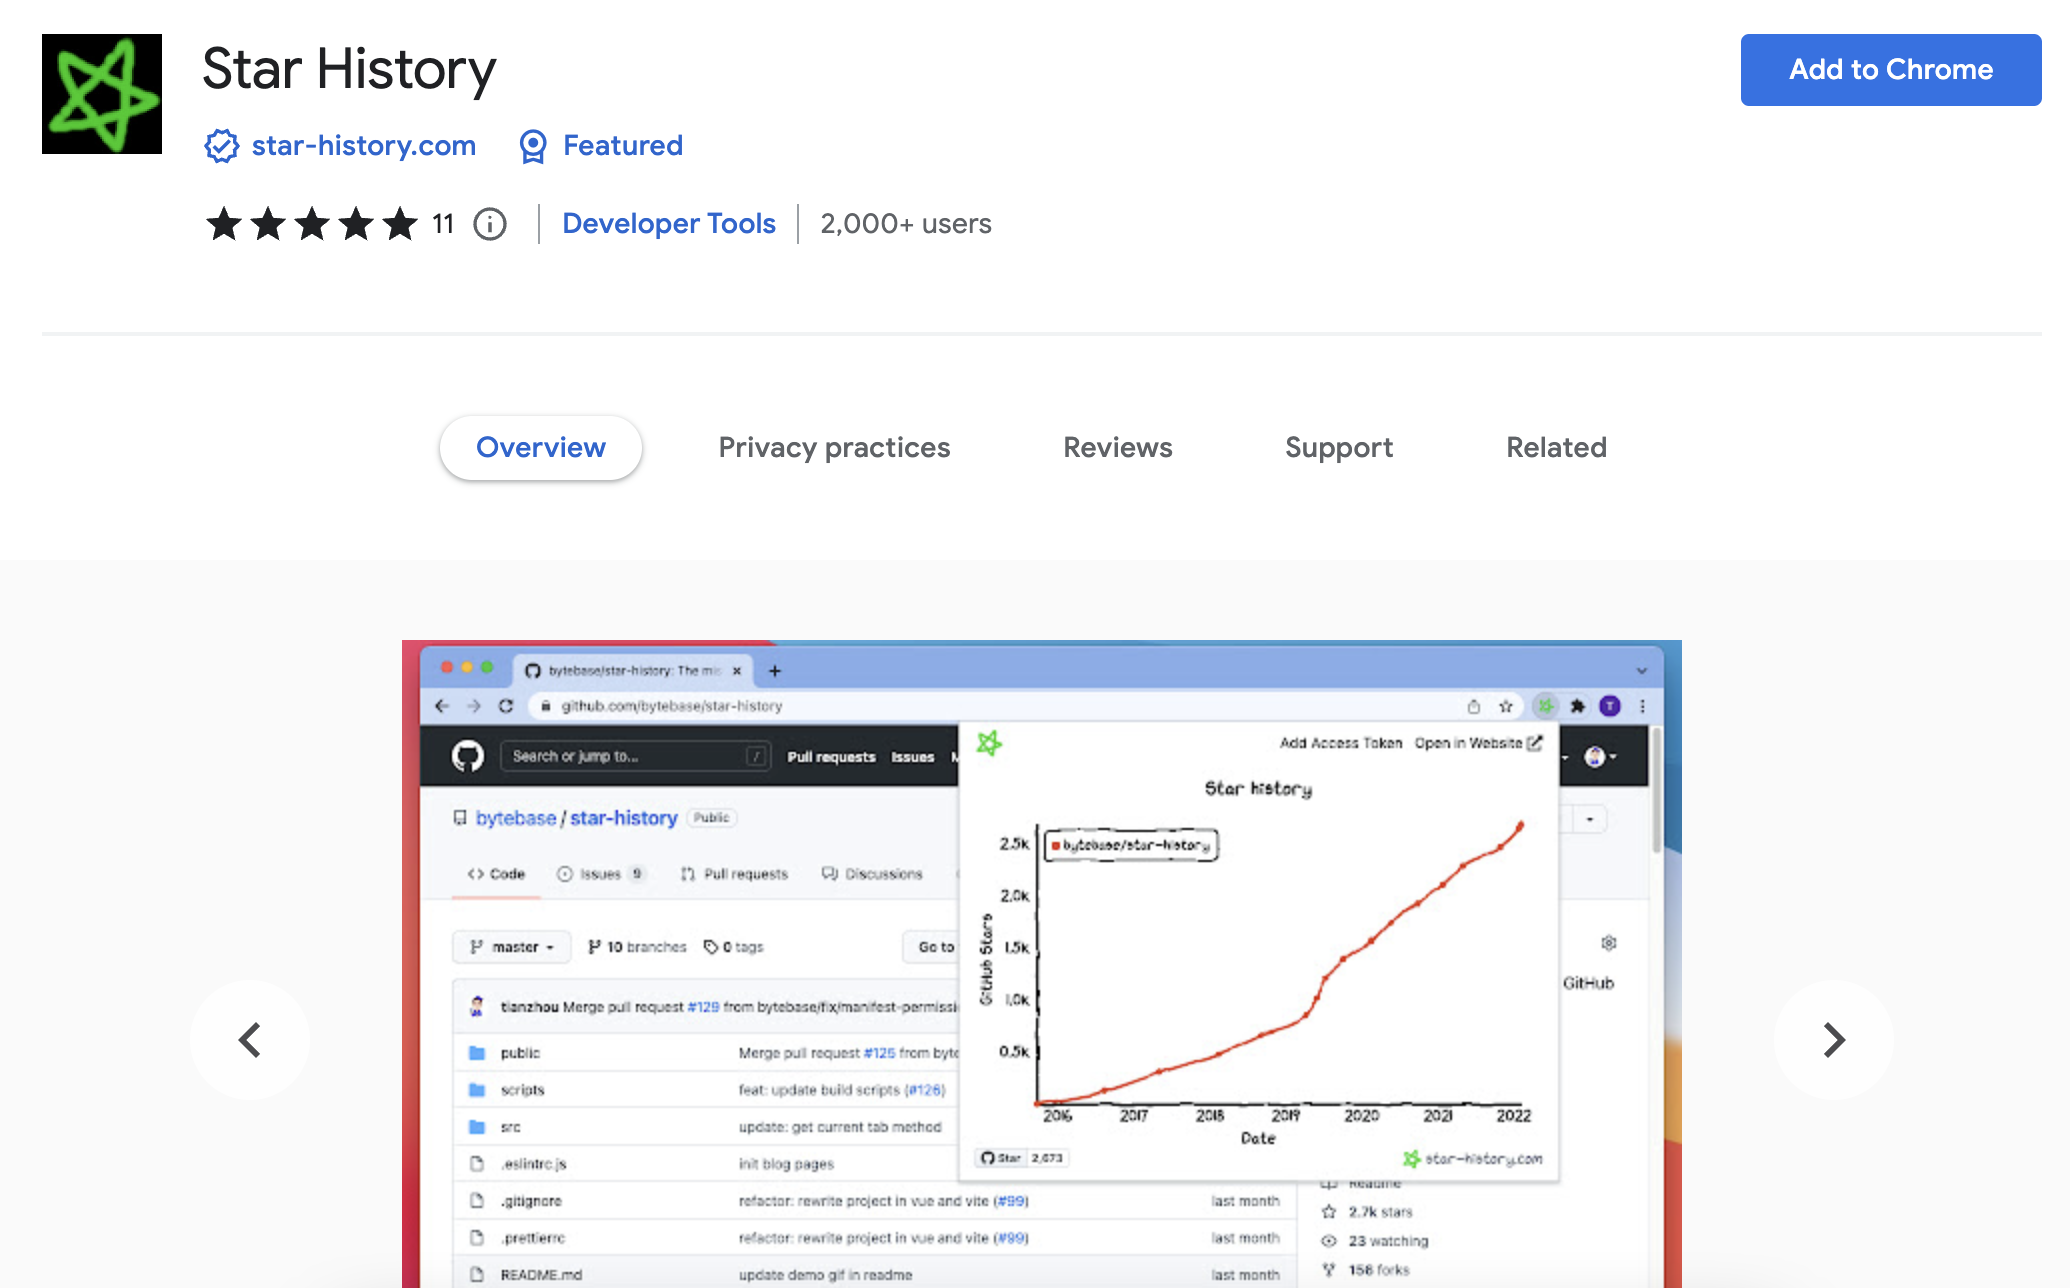 Star History
Add to Chrome
star-history.com Featured
11 Developer Tools 2,000+ users
Overview Privacy practices Reviews Support Related
bytebase/star-history: The mis
github.com/bytebase/star-history T
Search or jump to... / Pull requests Issues M
Add Access Token Open in Website
Star history
bytebase / star-history Public
<> Code Issues 9 Pull requests Discussions
bytebase/star-history
2.5k
2.0k
1.5k
1.0k
0.5k
GitHub Stars
2016 2017 2018 2019 2020 2021 2022
Date
Star 2,673
star-history.com
master 10 branches 0 tags Go to
GitHub
tianzhou Merge pull request #129 from bytebase/fix/manifest-permissi
public Merge pull request #125 from byte
scripts feat: update build scripts (#126)
src update: get current tab method
.eslintrc.js init blog pages
.gitignore refactor: rewrite project in vue and vite (#99) last month
.prettierrc refactor: rewrite project in vue and vite (#99) last month
README.md update demo gif in readme last month
Readme
2.7k stars
23 watching
158 forks